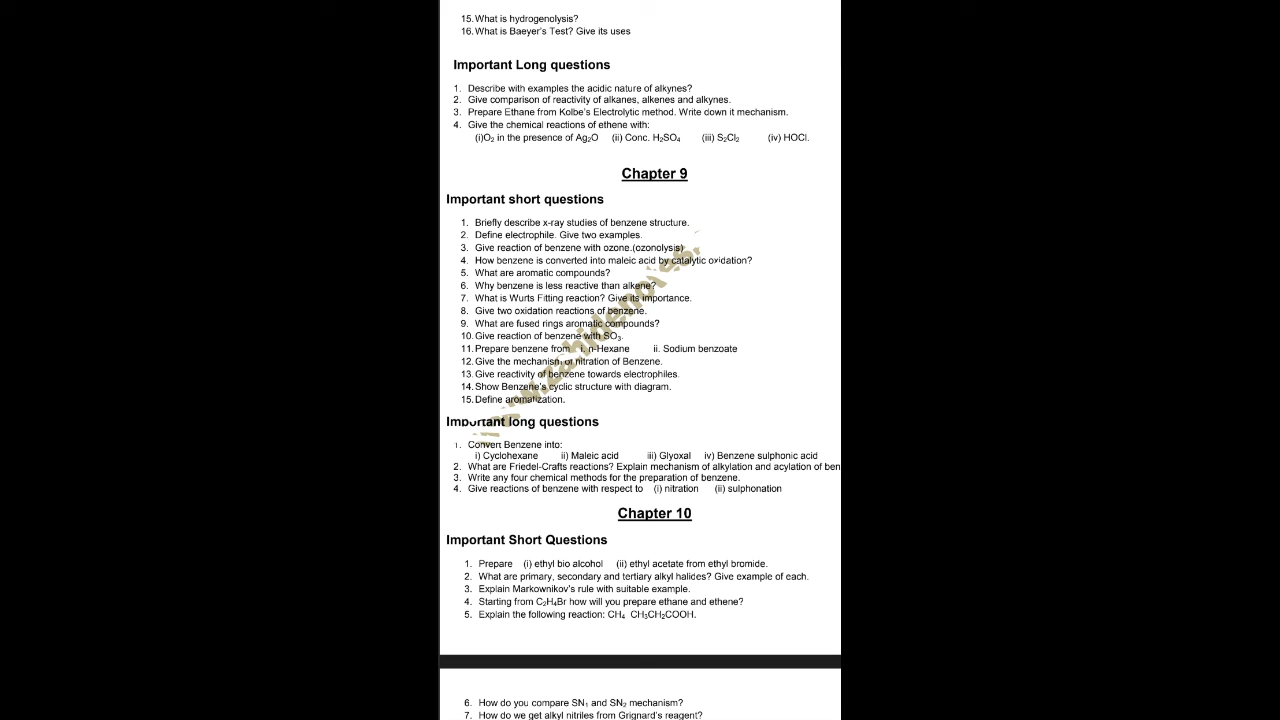 15. What is hydrogenolysis?
16. What is Baeyer's Test? Give its uses
Important Long questions
1. Describe with examples the acidic nature of alkynes?
2. Give comparison of reactivity of alkanes, alkenes and alkynes.
3. Prepare Ethane from Kolbe's Electrolytic method. Write down it mechanism.
4. Give the chemical reactions of ethene with:
(i)O₂ in the presence of Ag₂O (ii) Conc. H₂SO₄ (iii) S₂Cl₂ (iv) HOCl.
Chapter 9
Important short questions
1. Briefly describe x-ray studies of benzene structure.
2. Define electrophile. Give two examples.
3. Give reaction of benzene with ozone.(ozonolysis)
4. How benzene is converted into maleic acid by catalytic oxidation?
5. What are aromatic compounds?
6. Why benzene is less reactive than alkene?
7. What is Wurts Fitting reaction? Give its importance.
8. Give two oxidation reactions of benzene.
9. What are fused rings aromatic compounds?
10. Give reaction of benzene with SO₃.
11. Prepare benzene from i. n-Hexane ii. Sodium benzoate
12. Give the mechanism or nitration of Benzene.
13. Give reactivity of benzene towards electrophiles.
14. Show Benzene's cyclic structure with diagram.
15. Define aromatization.
Important long questions
1. Convert Benzene into:
i) Cyclohexane ii) Maleic acid iii) Glyoxal iv) Benzene sulphonic acid
2. What are Friedel-Crafts reactions? Explain mechanism of alkylation and acylation of ben
3. Write any four chemical methods for the preparation of benzene.
4. Give reactions of benzene with respect to (i) nitration (ii) sulphonation
Chapter 10
Important Short Questions
1. Prepare (i) ethyl bio alcohol (ii) ethyl acetate from ethyl bromide.
2. What are primary, secondary and tertiary alkyl halides? Give example of each.
3. Explain Markownikov's rule with suitable example.
4. Starting from C₂H₄Br how will you prepare ethane and ethene?
5. Explain the following reaction: CH₄ CH₃CH₂COOH.
6. How do you compare SN₁ and SN₂ mechanism?
7. How do we get alkyl nitriles from Grignard's reagent?